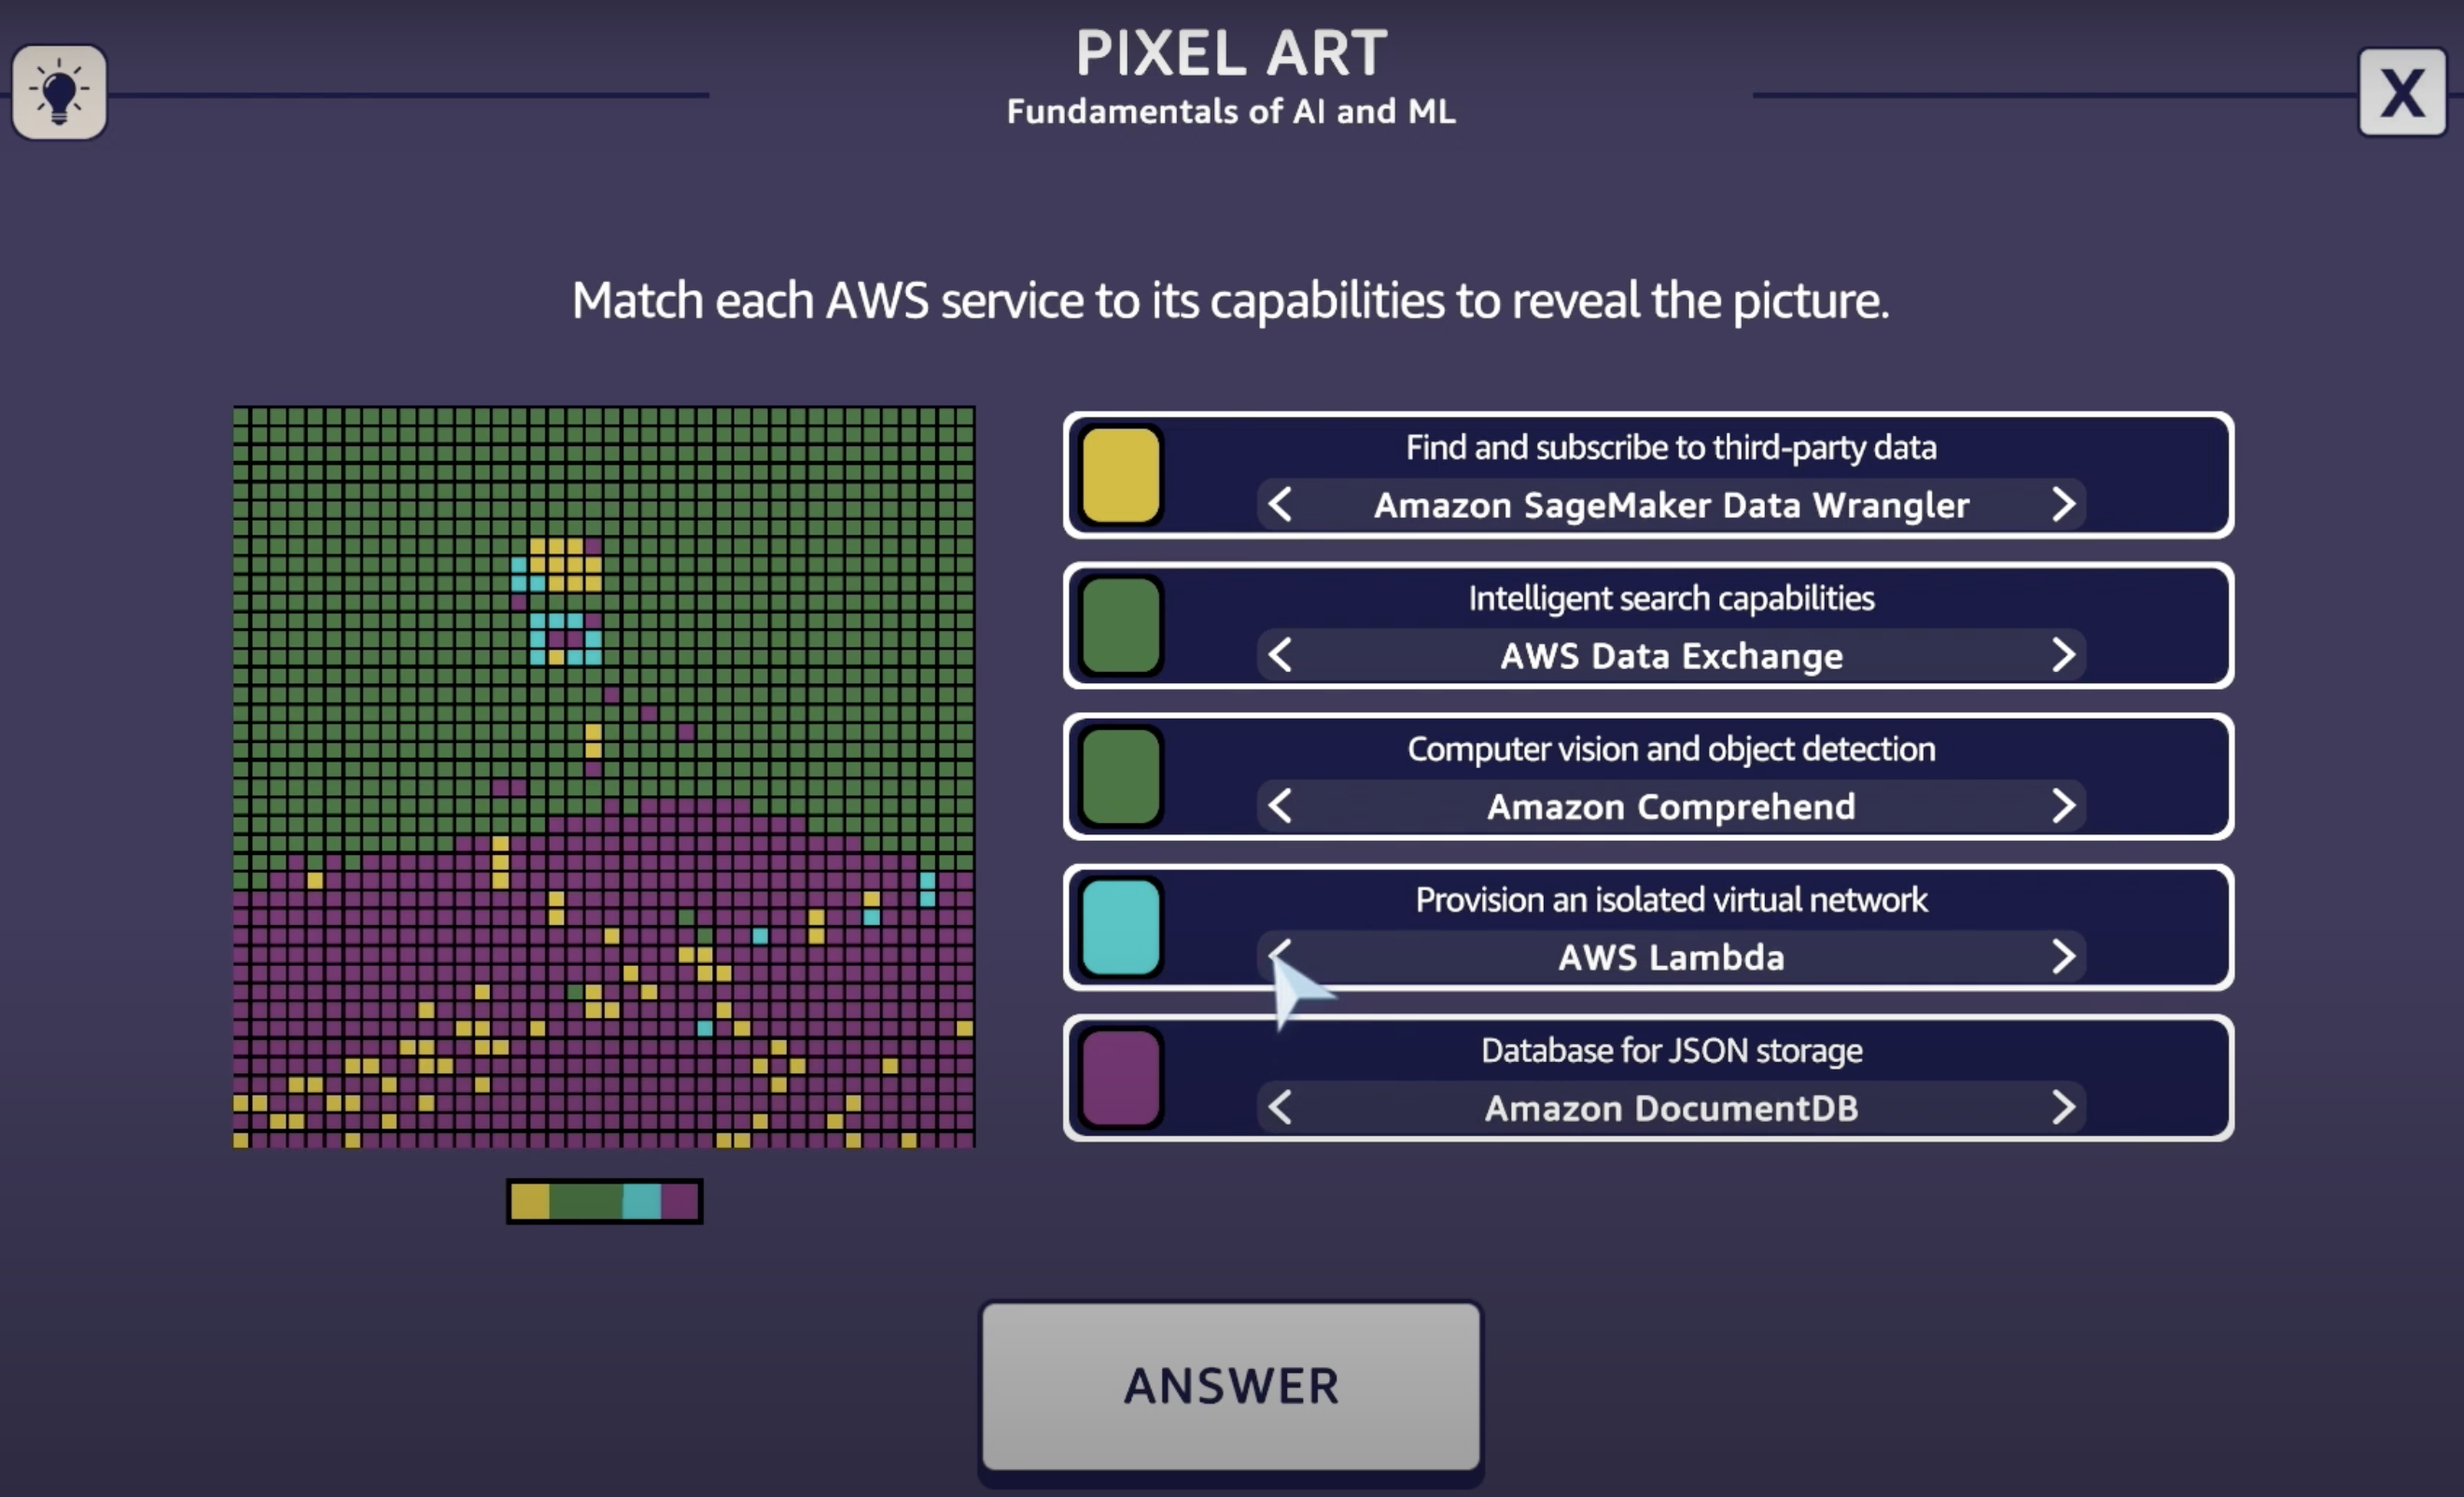 PIXEL ART
Fundamentals of AI and ML
X
Match each AWS service to its capabilities to reveal the picture.
Find and subscribe to third-party data
Amazon SageMaker Data Wrangler
Intelligent search capabilities
AWS Data Exchange
Computer vision and object detection
Amazon Comprehend
Provision an isolated virtual network
AWS Lambda
Database for JSON storage
Amazon DocumentDB
ANSWER